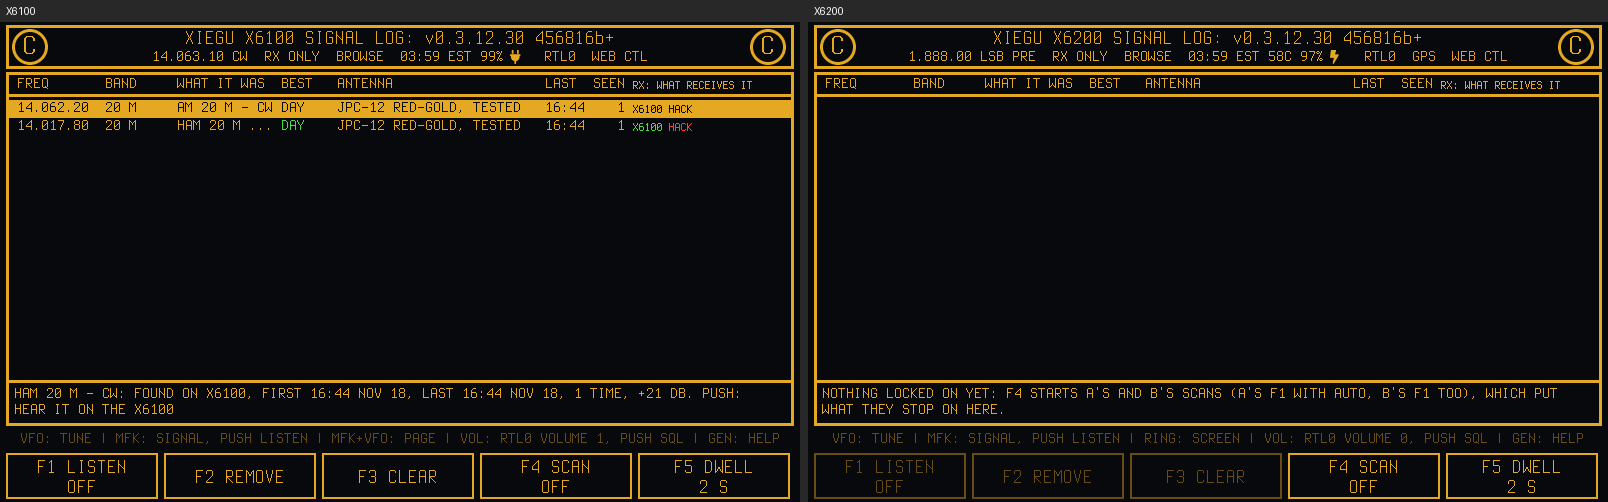 X6100
C
XIEGU X6100 SIGNAL LOG: v0.3.12.30 456816b+
C
14.063.10 CW RX ONLY BROWSE 03:59 EST 99% RTL0 WEB CTL
FREQ BAND WHAT IT WAS BEST ANTENNA LAST SEEN RX: WHAT RECEIVES IT
14.062.20 20 M AM 20 M - CW DAY JPC-12 RED-GOLD, TESTED 16:44 1 X6100 HACK
14.017.80 20 M HAM 20 M ... DAY JPC-12 RED-GOLD, TESTED 16:44 1 X6100 HACK
HAM 20 M - CW: FOUND ON X6100, FIRST 16:44 NOV 18, LAST 16:44 NOV 18, 1 TIME, +21 DB. PUSH:
HEAR IT ON THE X6100
VFO: TUNE | MFK: SIGNAL, PUSH LISTEN | MFK+VFO: PAGE | VOL: RTL0 VOLUME 1, PUSH SQL | GEN: HELP
F1 LISTEN
OFF
F2 REMOVE
F3 CLEAR
F4 SCAN
OFF
F5 DWELL
2 S
X6200
C
XIEGU X6200 SIGNAL LOG: v0.3.12.30 456816b+
C
1.888.00 LSB PRE RX ONLY BROWSE 03:59 EST 58C 97% RTL0 GPS WEB CTL
FREQ BAND WHAT IT WAS BEST ANTENNA LAST SEEN RX: WHAT RECEIVES IT
NOTHING LOCKED ON YET: F4 STARTS A'S AND B'S SCANS (A'S F1 WITH AUTO, B'S F1 TOO), WHICH PUT
WHAT THEY STOP ON HERE.
VFO: TUNE | MFK: SIGNAL, PUSH LISTEN | RING: SCREEN | VOL: RTL0 VOLUME 0, PUSH SQL | GEN: HELP
F1 LISTEN
OFF
F2 REMOVE
F3 CLEAR
F4 SCAN
OFF
F5 DWELL
2 S